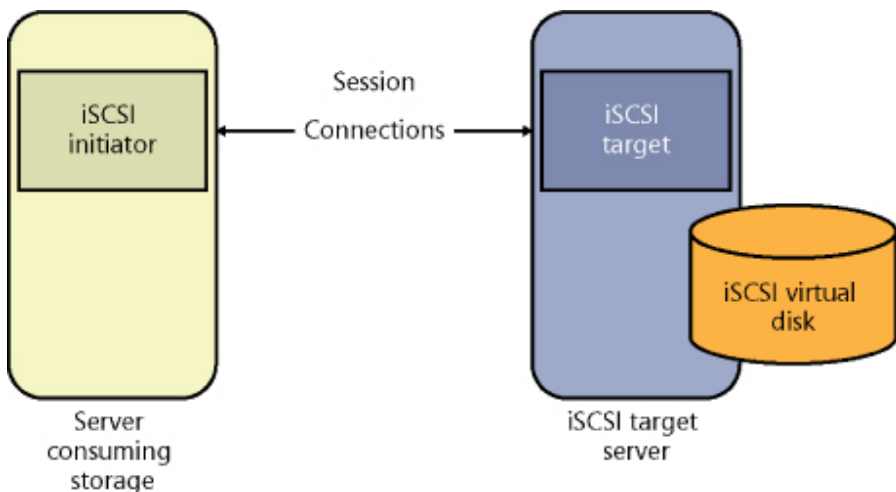 iSCSI
initiator
Session
Connections
iSCSI
target
iSCSI virtual
disk
Server
consuming
storage
iSCSI target
server